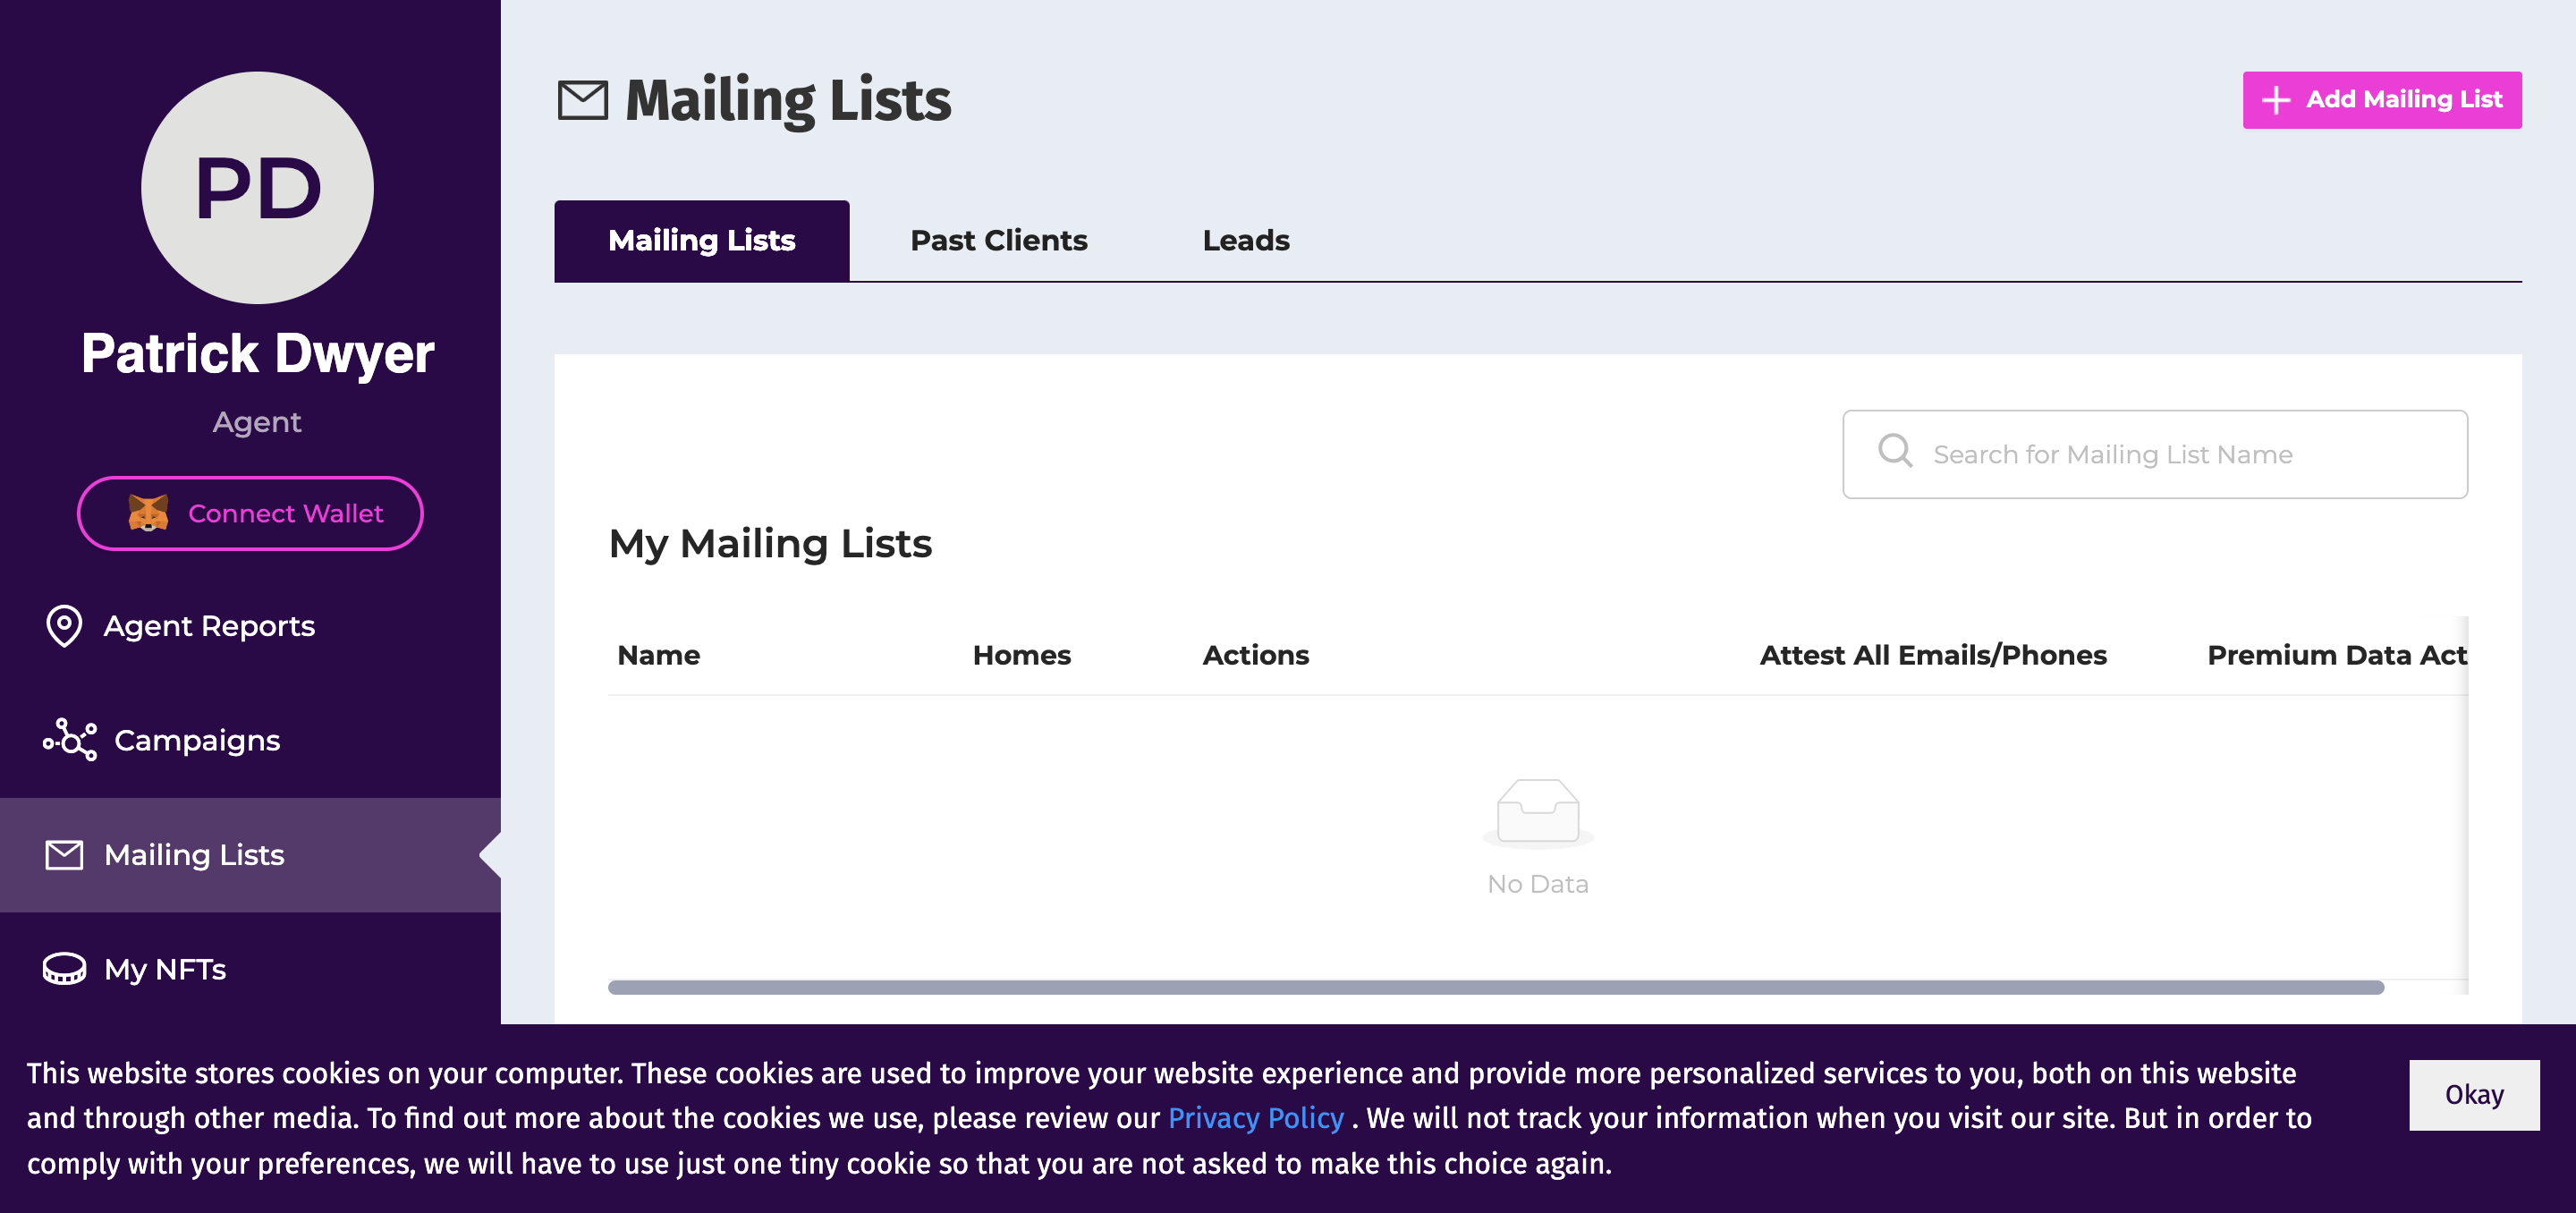 PD
Patrick Dwyer
Agent
Connect Wallet
Agent Reports
Campaigns
Mailing Lists
My NFTs
Mailing Lists
Add Mailing List
Mailing Lists
Past Clients
Leads
Search for Mailing List Name
My Mailing Lists
Name
Homes
Actions
Attest All Emails/Phones
Premium Data Act
No Data
This website stores cookies on your computer. These cookies are used to improve your website experience and provide more personalized services to you, both on this website
and through other media. To find out more about the cookies we use, please review our Privacy Policy . We will not track your information when you visit our site. But in order to
comply with your preferences, we will have to use just one tiny cookie so that you are not asked to make this choice again.
Okay